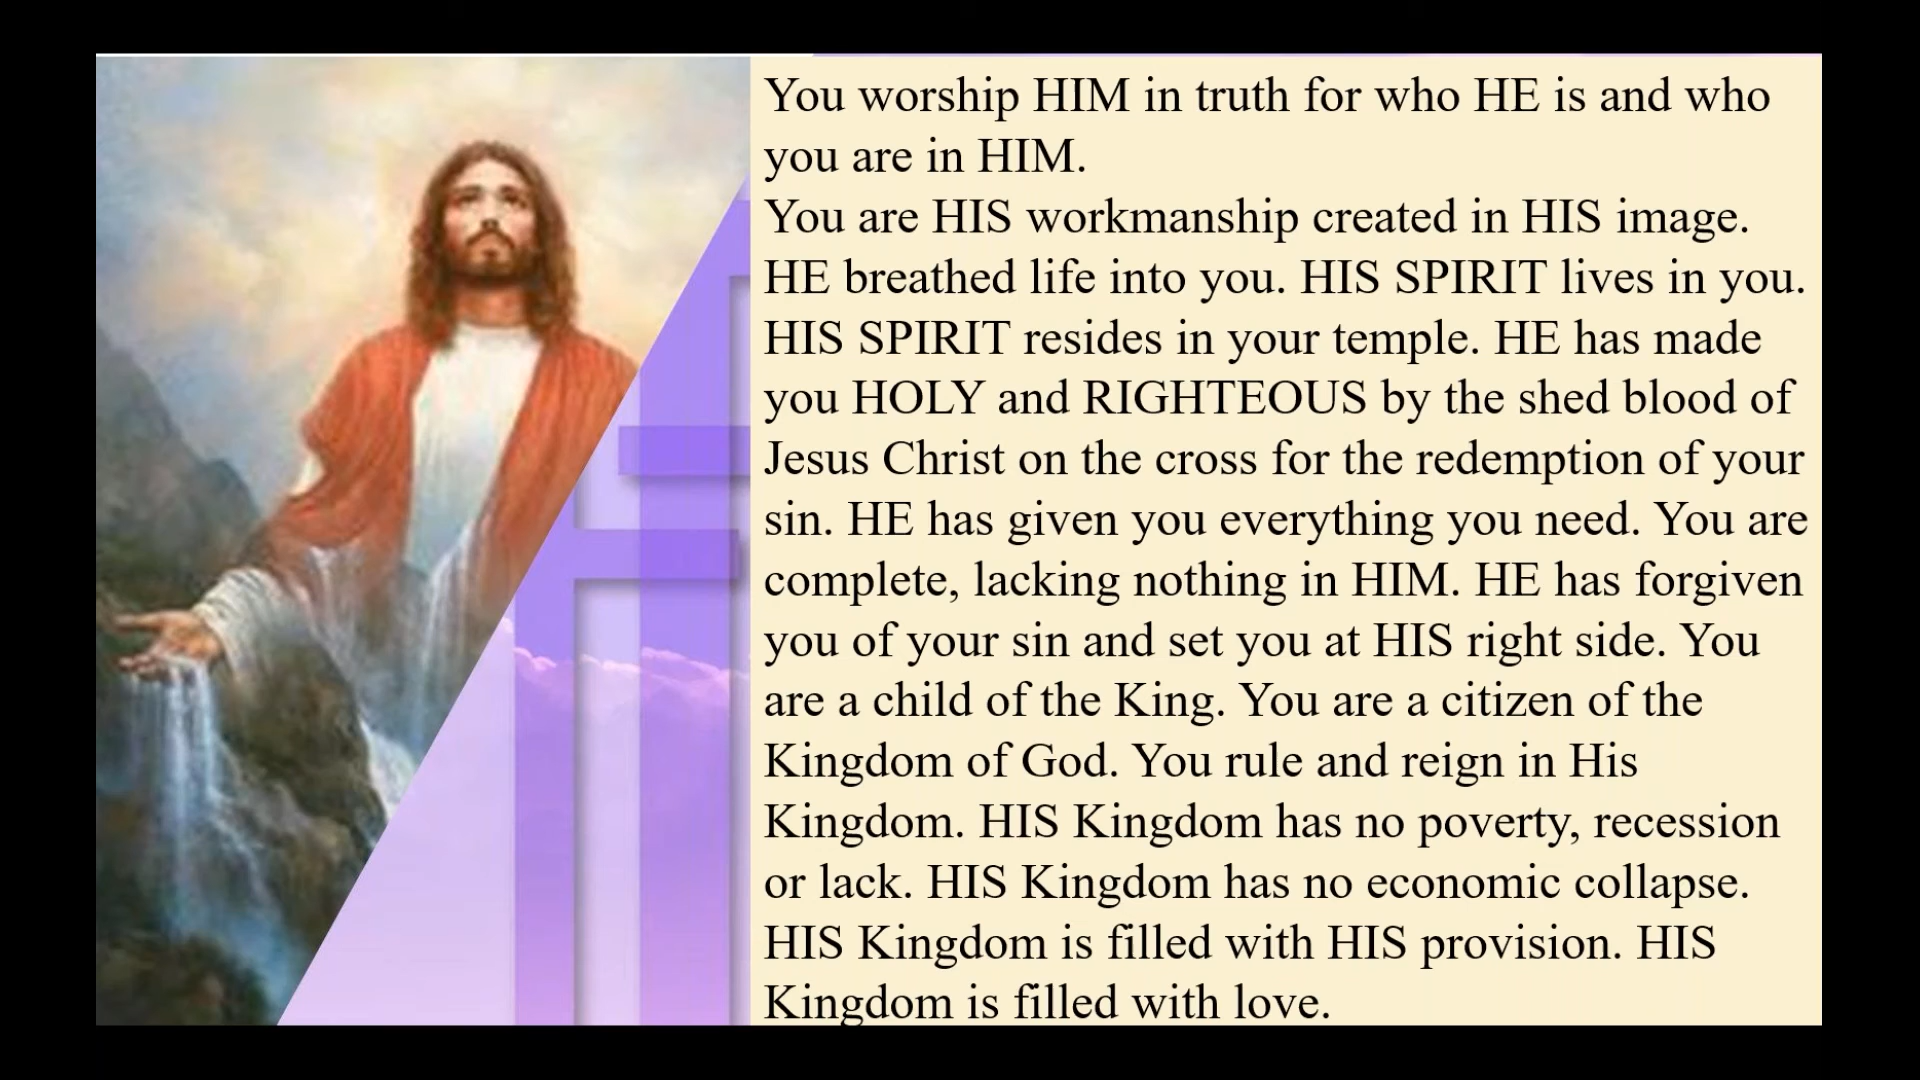 You worship HIM in truth for who HE is and who
you are in HIM.
You are HIS workmanship created in HIS image.
HE breathed life into you. HIS SPIRIT lives in you.
HIS SPIRIT resides in your temple. HE has made
you HOLY and RIGHTEOUS by the shed blood of
Jesus Christ on the cross for the redemption of your
sin. HE has given you everything you need. You are
complete, lacking nothing in HIM. HE has forgiven
you of your sin and set you at HIS right side. You
are a child of the King. You are a citizen of the
Kingdom of God. You rule and reign in His
Kingdom. HIS Kingdom has no poverty, recession
or lack. HIS Kingdom has no economic collapse.
HIS Kingdom is filled with HIS provision. HIS
Kingdom is filled with love.